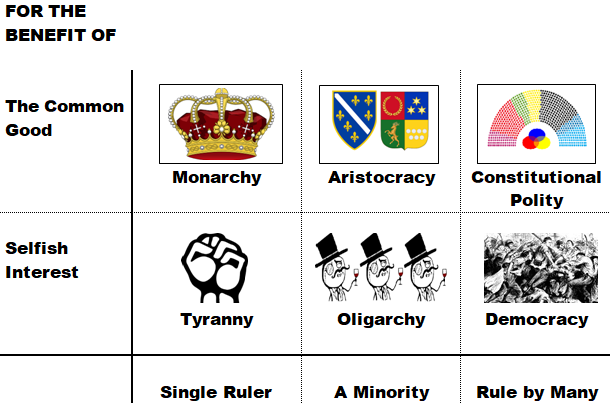 FOR THE
BENEFIT OF
The Common
Good
Monarchy
Aristocracy
Constitutional
Polity
Selfish
Interest
Tyranny
Oligarchy
Democracy
Single Ruler
A Minority
Rule by Many